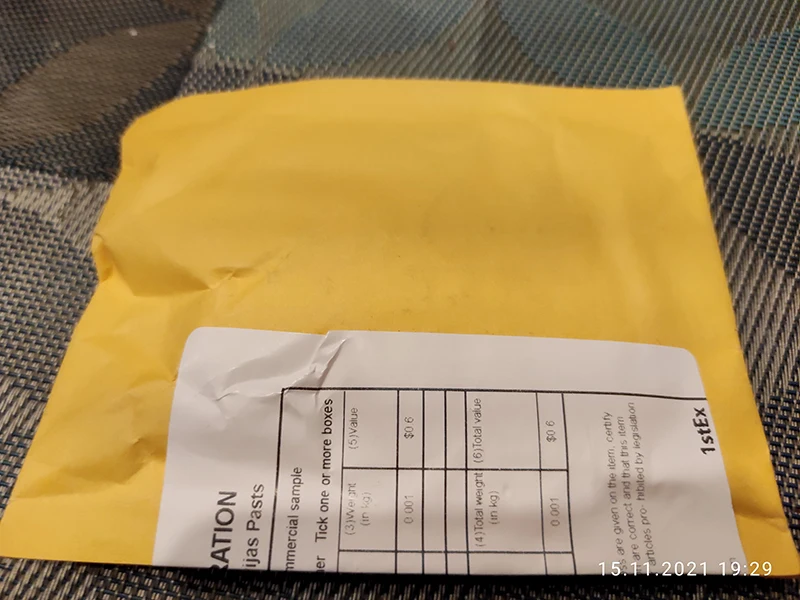 RATION
ijas Pasts
mmercial sample
er Tick one or more boxes
(3)Weight (5)Value
(in kg)
0.001 $0.6
(4)Total weight (6)Total value
(in kg)
0.001 $0.6
are given on the item, certify
are correct and that this item
articles pro- hibited by legislation
1stEx
15.11.2021 19:29